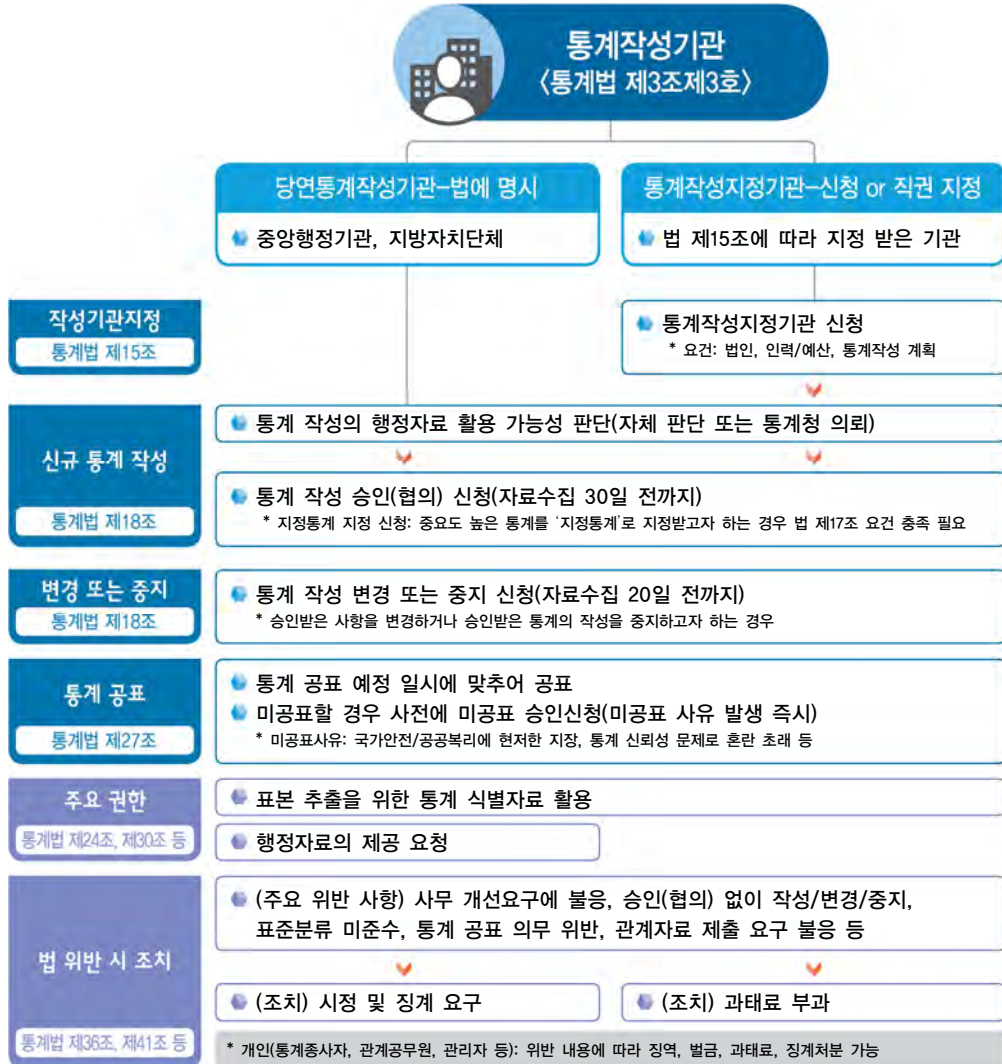 통계작성기관
〈통계법 제3조제3호〉
당연통계작성기관-법에 명시
중앙행정기관, 지방자치단체
통계작성지정기관-신청 or 직권 지정
법 제15조에 따라 지정 받은 기관
작성기관지정
통계법 제15조
통계작성지정기관 신청
* 요건: 법인, 인력/예산, 통계작성 계획
신규 통계 작성
통계법 제18조
통계 작성의 행정자료 활용 가능성 판단(자체 판단 또는 통계청 의뢰)
통계 작성 승인(협의) 신청(자료수집 30일 전까지)
* 지정통계 지정 신청: 중요도 높은 통계를 '지정통계'로 지정받고자 하는 경우 법 제17조 요건 충족 필요
변경 또는 중지
통계법 제18조
통계 작성 변경 또는 중지 신청(자료수집 20일 전까지)
* 승인받은 사항을 변경하거나 승인받은 통계의 작성을 중지하고자 하는 경우
통계 공표
통계법 제27조
통계 공표 예정 일시에 맞추어 공표
미공표할 경우 사전에 미공표 승인신청(미공표 사유 발생 즉시)
* 미공표사유: 국가안전/공공복리에 현저한 지장, 통계 신뢰성 문제로 혼란 초래 등
주요 권한
통계법 제24조, 제30조 등
표본 추출을 위한 통계 식별자료 활용
행정자료의 제공 요청
법 위반 시 조치
통계법 제36조, 제41조 등
(주요 위반 사항) 사무 개선요구에 불응, 승인(협의) 없이 작성/변경/중지,
표준분류 미준수, 통계 공표 의무 위반, 관계자료 제출 요구 불응 등
(조치) 시정 및 징계 요구
(조치) 과태료 부과
* 개인(통계종사자, 관계공무원, 관리자 등): 위반 내용에 따라 징역, 벌금, 과태료, 징계처분 가능